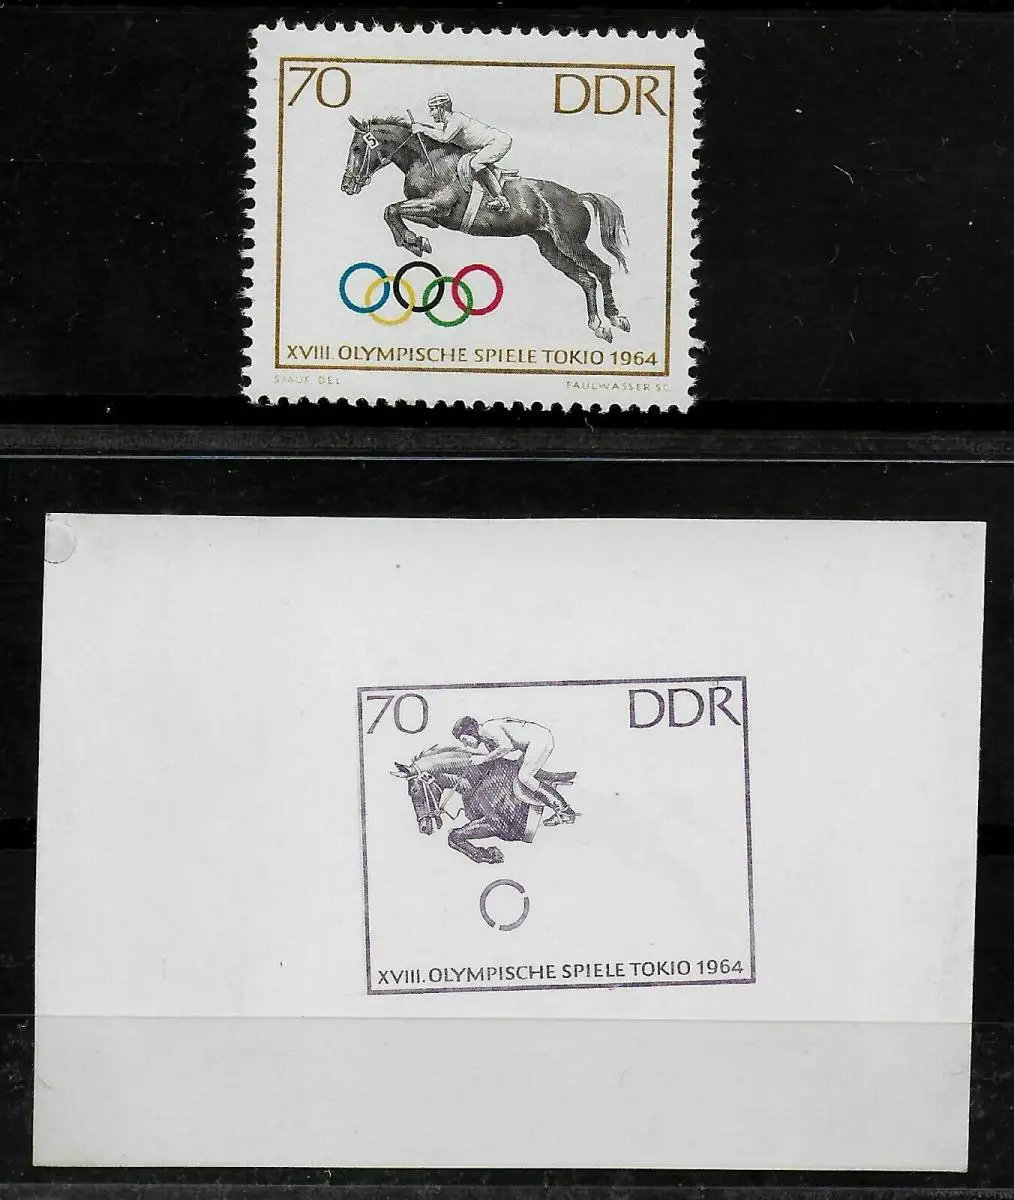 70 DDR
5
XVIII. OLYMPISCHE SPIELE TOKIO 1964
STAUF DEL FAULWASSER SC
70 DDR
XVIII. OLYMPISCHE SPIELE TOKIO 1964